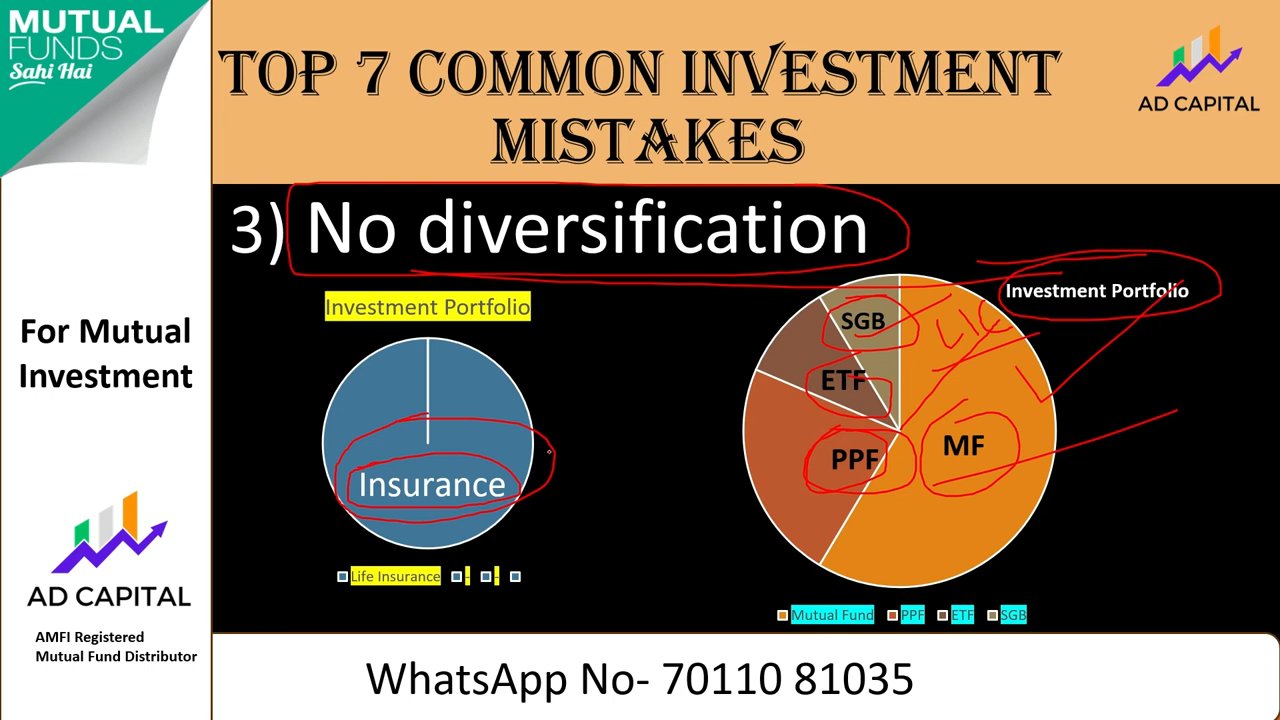 MUTUAL
FUNDS
Sahi Hai
TOP 7 COMMON INVESTMENT
MISTAKES
AD CAPITAL
3) No diversification
For Mutual
Investment
Investment Portfolio
Insurance
Life Insurance - -
Investment Portfolio
SGB
LIC
ETF
PPF
MF
Mutual Fund PPF ETF SGB
AD CAPITAL
AMFI Registered
Mutual Fund Distributor
WhatsApp No- 70110 81035